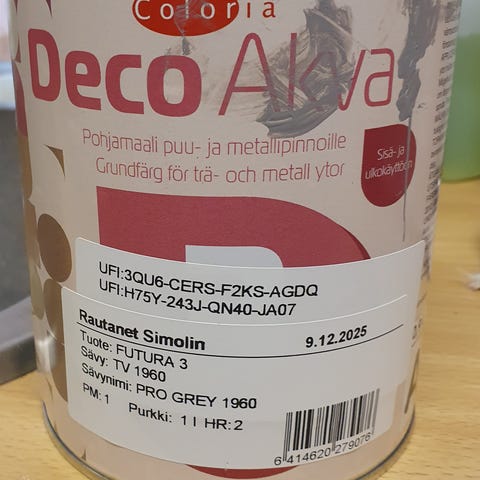 Coloria
Deco Akva
Pohjamaali puu- ja metallipinnoille
Grundfärg för trä- och metall ytor
Sisä- ja
ulkokäyttöön
UFI:3QU6-CERS-F2KS-AGDQ
UFI:H75Y-243J-QN40-JA07
Rautanet Simolin 9.12.2025
Tuote: FUTURA 3
Sävy: TV 1960
Sävynimi: PRO GREY 1960
PM: 1 Purkki: 1 l HR: 2
6 414620 279076